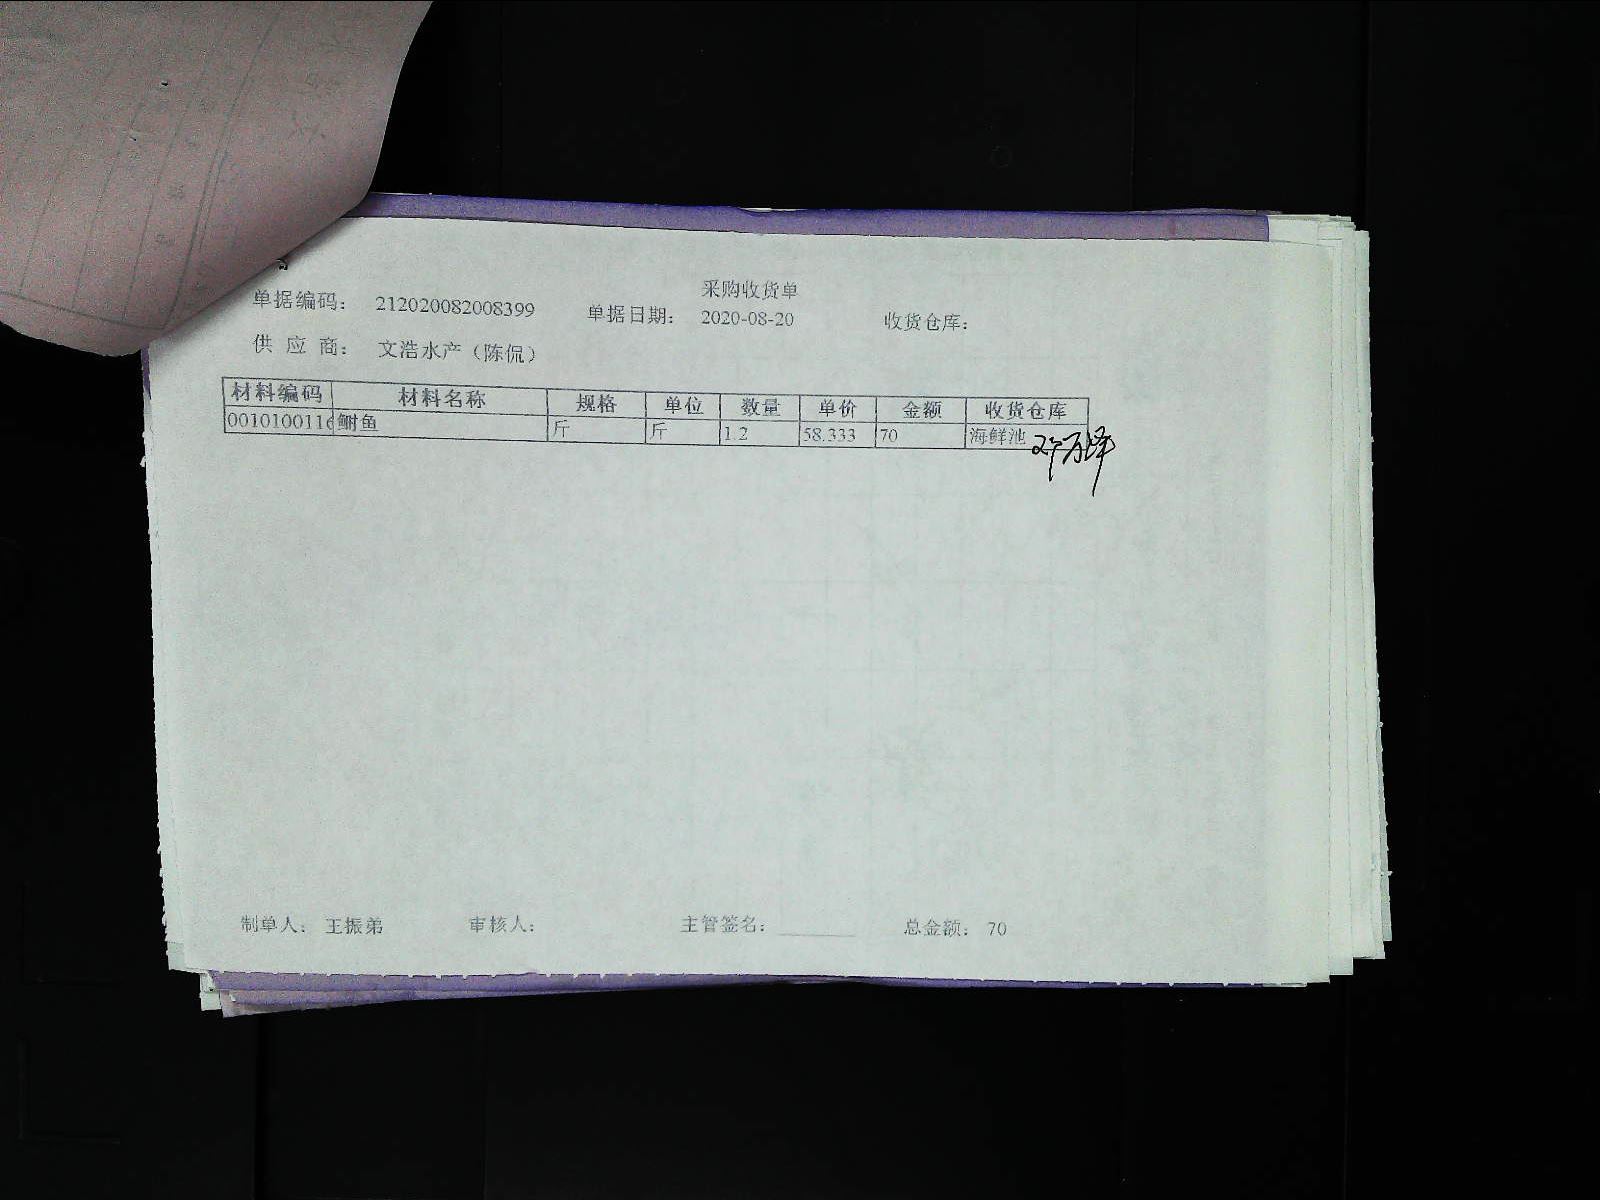 采购收货单
单据编码： 212020082008399 单据日期： 2020-08-20 收货仓库：
供 应 商： 文浩水产（陈侃）
材料编码 材料名称 规格 单位 数量 单价 金额 收货仓库
0010100116 鲥鱼 斤 斤 1.2 58.333 70 海鲜池
制单人： 王振弟 审核人： 主管签名： 总金额： 70